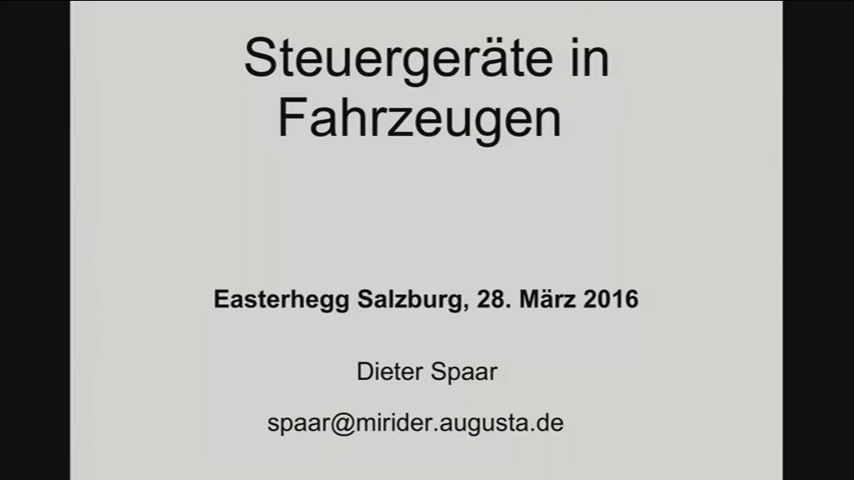 Steuergeräte in
Fahrzeugen
Easterhegg Salzburg, 28. März 2016
Dieter Spaar
spaar@mirider.augusta.de